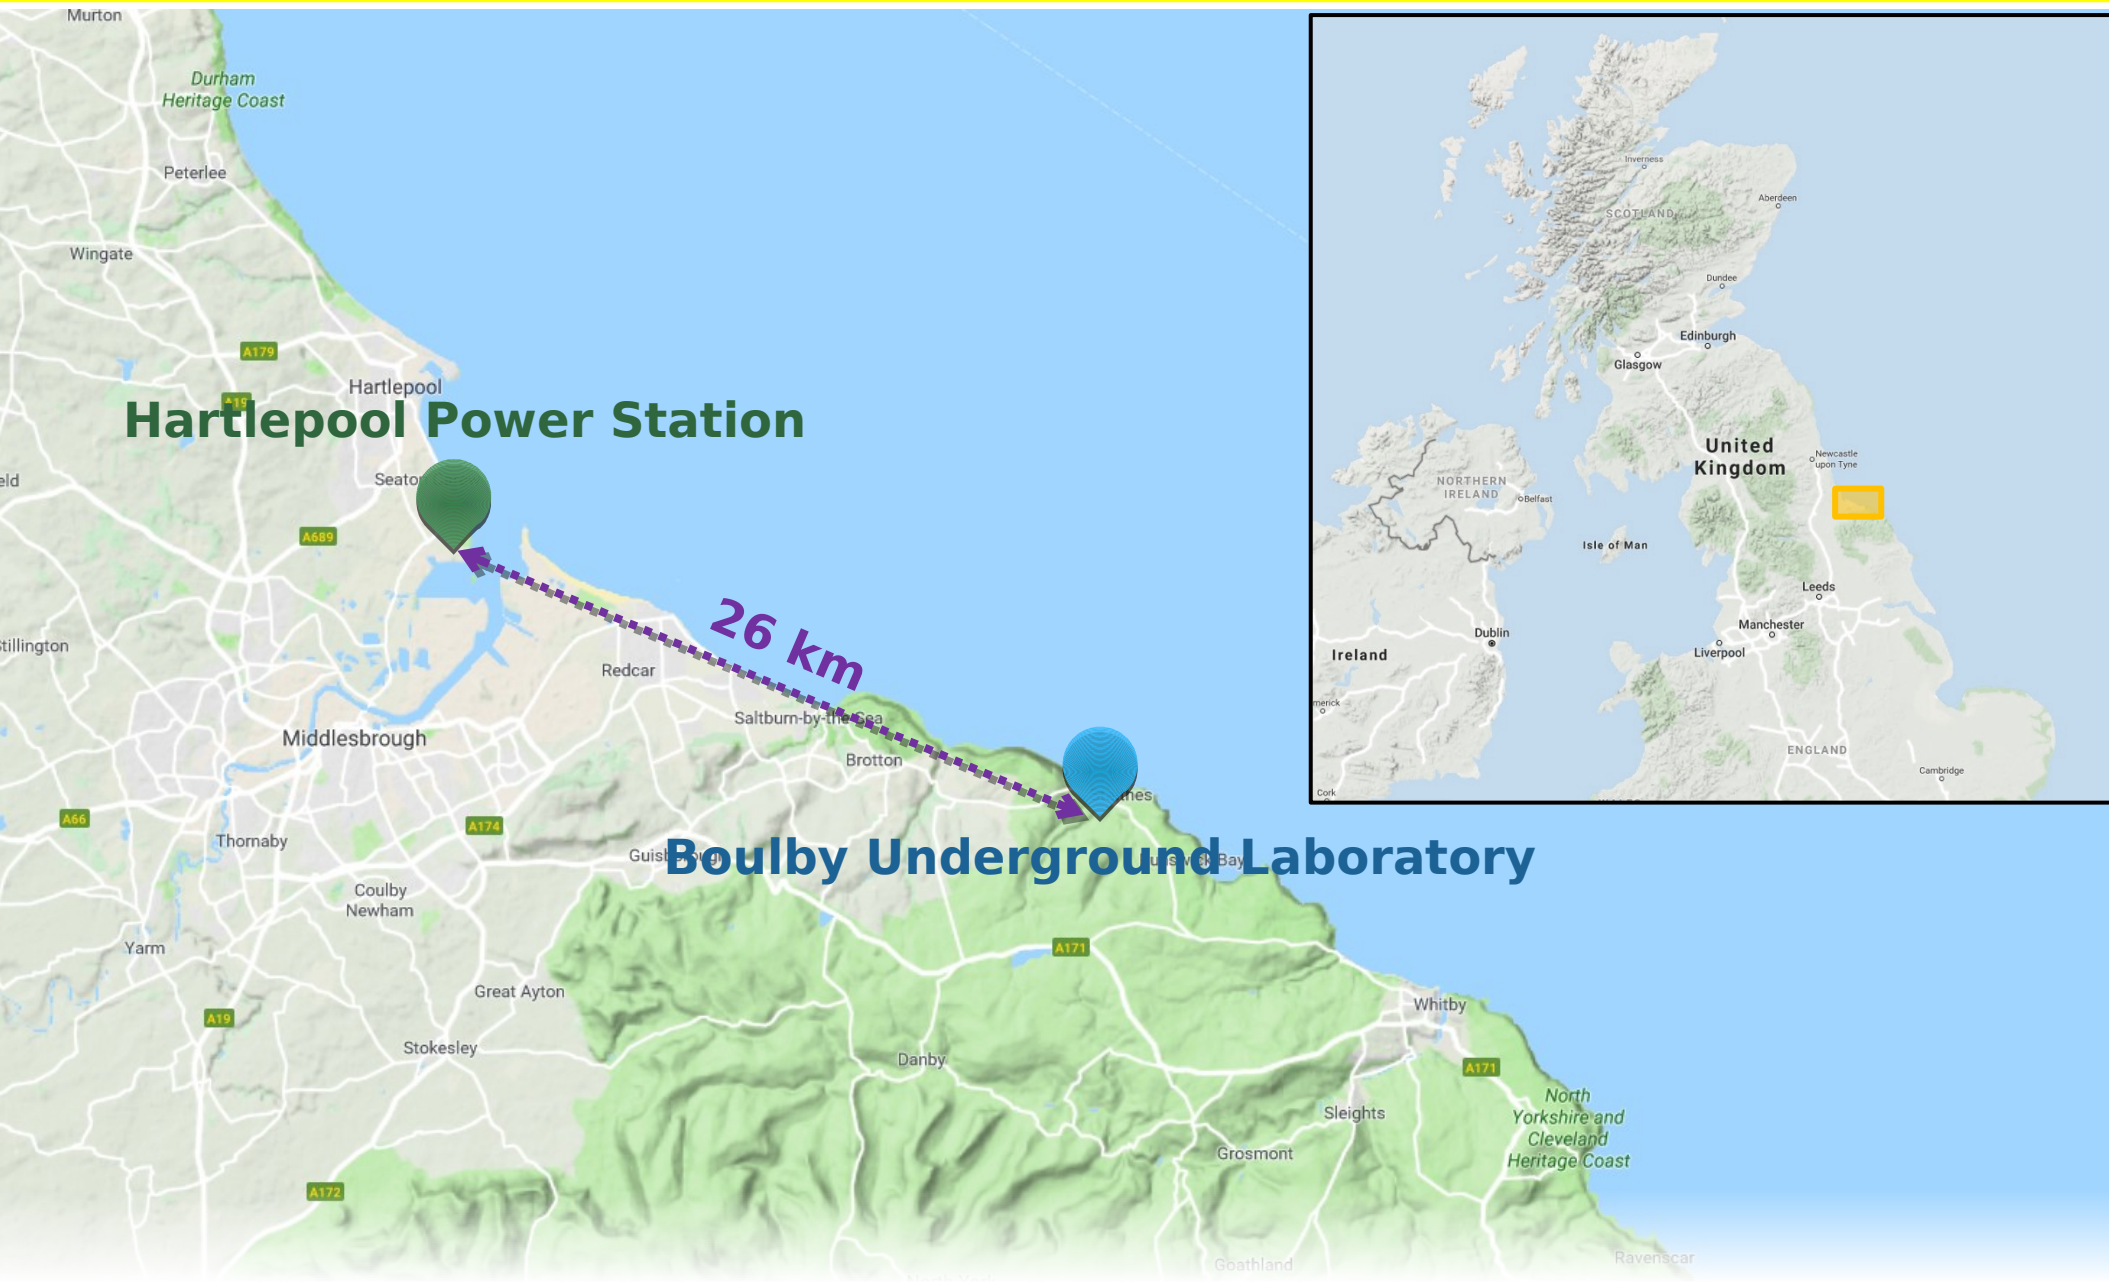 Murton
Durham
Heritage Coast
Peterlee
Wingate
A179
Hartlepool
A19
Hartlepool Power Station
26 km
A689
Redcar
Saltburn-by-the-Sea
Middlesbrough
Brotton
A66
A174
Thornaby
Boulby Underground Laboratory
Coulby
Newham
Yarm
A171
Great Ayton
Whitby
A19
Stokesley
Danby
A171
North
Yorkshire and
Cleveland
Heritage Coast
Sleights
Grosmont
A172
Goathland
Ravenscar
Inverness
Aberdeen
SCOTLAND
Dundee
Edinburgh
Glasgow
United
Kingdom
Newcastle
upon Tyne
NORTHERN
IRELAND
Belfast
Isle of Man
Leeds
Manchester
Dublin
Liverpool
Ireland
merick
ENGLAND
Cambridge
Cork